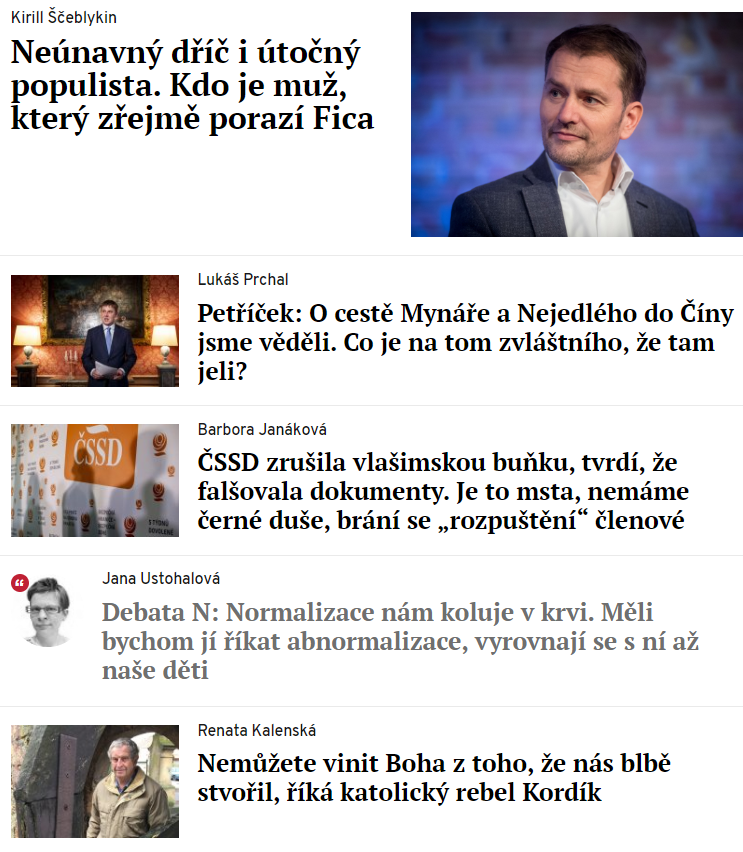 Kirill Ščeblykin
Neúnavný dříč i útočný
populista. Kdo je muž,
který zřejmě porazí Fica
Lukáš Prchal
Petříček: O cestě Mynáře a Nejedlého do Číny
jsme věděli. Co je na tom zvláštního, že tam
jeli?
Barbora Janáková
ČSSD zrušila vlašimskou buňku, tvrdí, že
falšovala dokumenty. Je to msta, nemáme
černé duše, brání se „rozpuštění“ členové
ČSSD
Jana Ustohalová
Debata N: Normalizace nám koluje v krvi. Měli
bychom jí říkat abnormalizace, vyrovnají se s ní až
naše děti
Renata Kalenská
Nemůžete vinit Boha z toho, že nás blbě
stvořil, říká katolický rebel Kordík